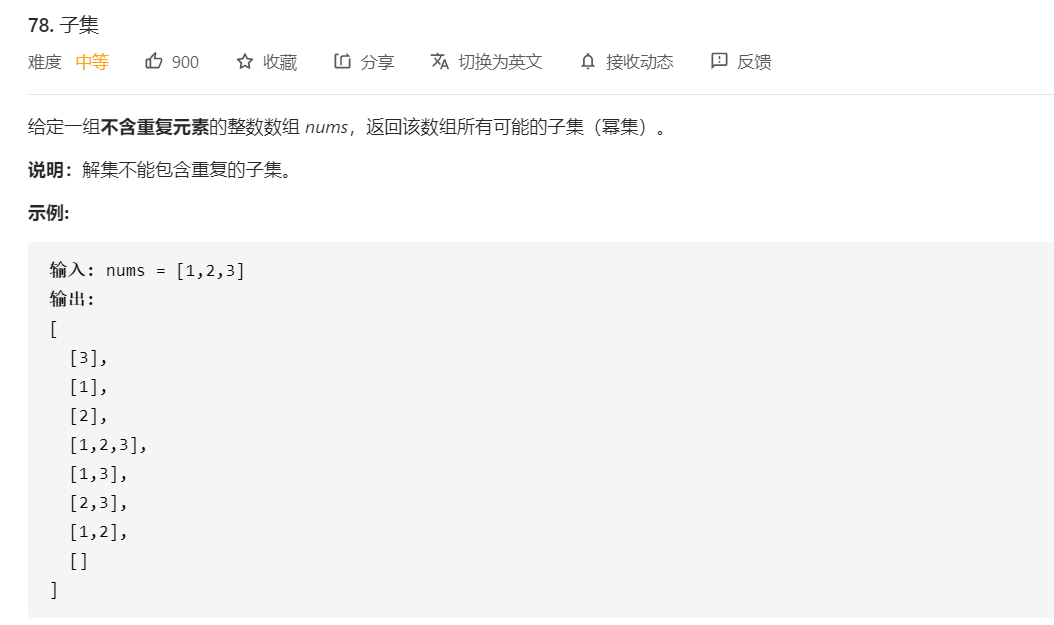 78. 子集
难度 中等 900 收藏 分享 切换为英文 接收动态 反馈
给定一组不含重复元素的整数数组 nums，返回该数组所有可能的子集（幂集）。
说明：解集不能包含重复的子集。
示例:
输入: nums = [1,2,3]
输出:
[
  [3],
  [1],
  [2],
  [1,2,3],
  [1,3],
  [2,3],
  [1,2],
  []
]